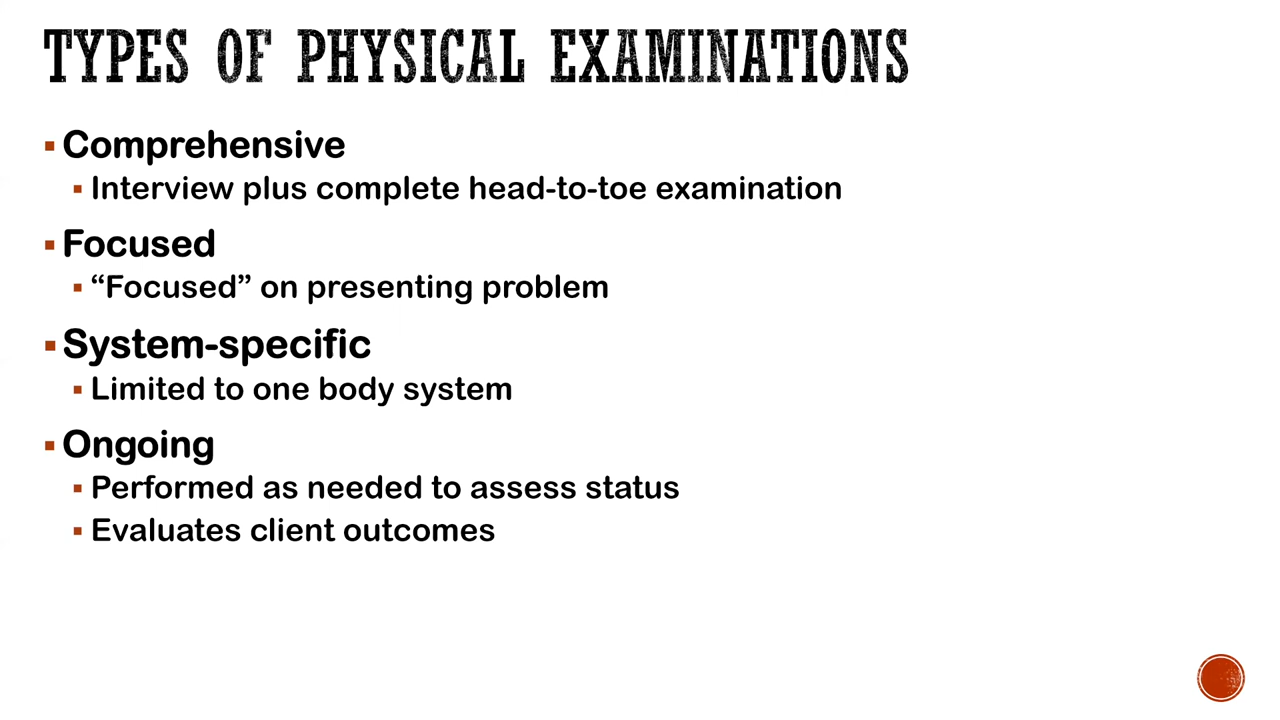 TYPES OF PHYSICAL EXAMINATIONS
▪ Comprehensive
▪ Interview plus complete head-to-toe examination
▪ Focused
▪ “Focused” on presenting problem
▪ System-specific
▪ Limited to one body system
▪ Ongoing
▪ Performed as needed to assess status
▪ Evaluates client outcomes